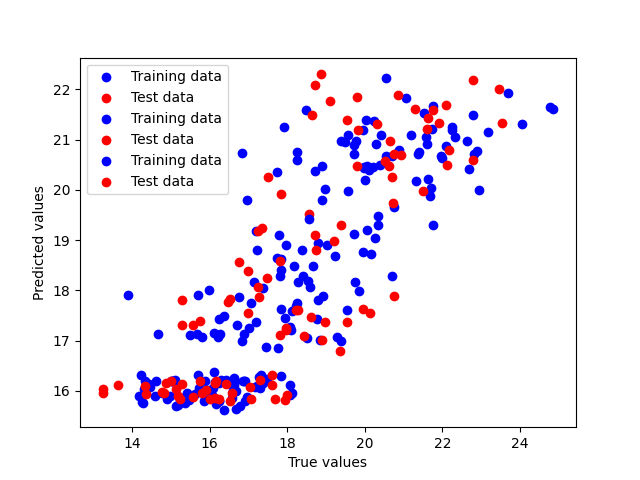 Training data
Test data
Training data
Test data
Training data
Test data
Predicted values
22
21
20
19
18
17
16
14
16
18
20
22
24
True values